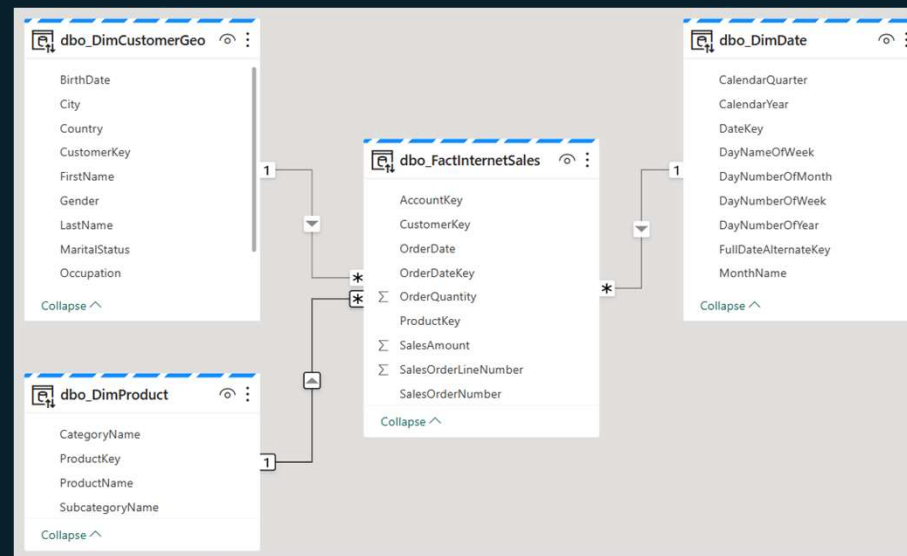 dbo_DimCustomerGeo
BirthDate
City
Country
CustomerKey
FirstName
Gender
LastName
MaritalStatus
Occupation
Collapse
1
*
dbo_DimProduct
CategoryName
ProductKey
ProductName
SubcategoryName
Collapse
1
*
dbo_FactInternetSales
AccountKey
CustomerKey
OrderDate
OrderDateKey
Σ OrderQuantity
ProductKey
Σ SalesAmount
Σ SalesOrderLineNumber
SalesOrderNumber
Collapse
*
1
dbo_DimDate
CalendarQuarter
CalendarYear
DateKey
DayNameOfWeek
DayNumberOfMonth
DayNumberOfWeek
DayNumberOfYear
FullDateAlternateKey
MonthName
Collapse